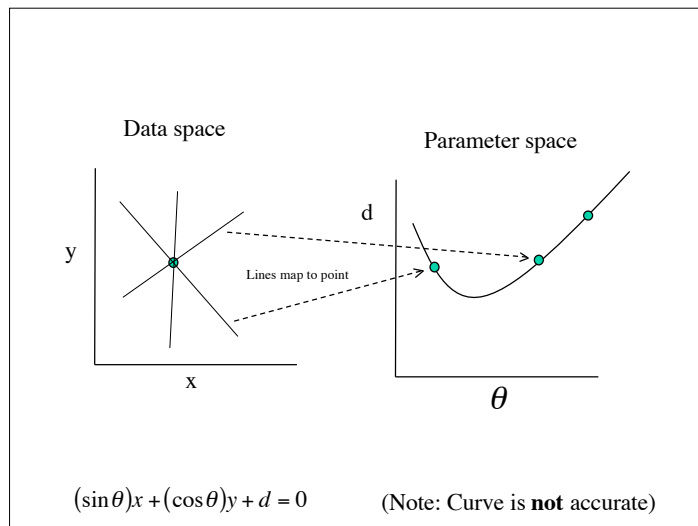 Data space
Parameter space
d
y
Lines map to point
x
θ
(sinθ)x+(cosθ)y+d=0
(Note: Curve is not accurate)